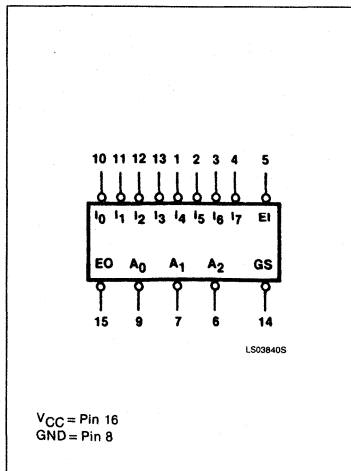 10 11 12 13 1 2 3 4 5
I0 I1 I2 I3 I4 I5 I6 I7 EI
EO A0 A1 A2 GS
15 9 7 6 14
LS03840S
VCC = Pin 16
GND = Pin 8